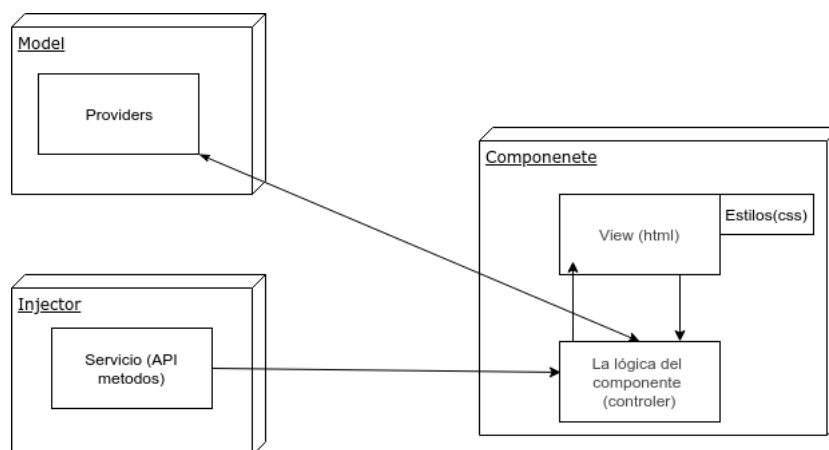 Model
Providers
Componenete
View (html)
Estilos(css)
Injector
Servicio (API
metodos)
La lógica del
componente
(controler)